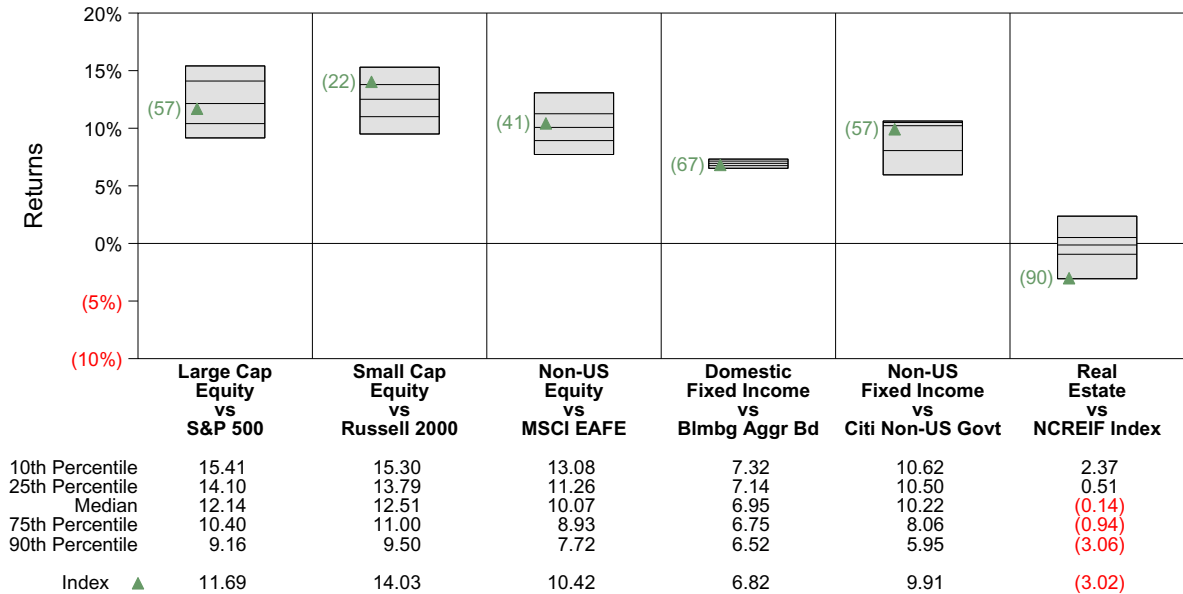 20%
15%
10%
5%
0%
(5%)
(10%)
Returns
(57)
(22)
(41)
(67)
(57)
(90)
Large Cap
Equity
vs
S&P 500
Small Cap
Equity
vs
Russell 2000
Non-US
Equity
vs
MSCI EAFE
Domestic
Fixed Income
vs
Blmbg Aggr Bd
Non-US
Fixed Income
vs
Citi Non-US Govt
Real
Estate
vs
NCREIF Index
10th Percentile 15.41 15.30 13.08 7.32 10.62 2.37
25th Percentile 14.10 13.79 11.26 7.14 10.50 0.51
Median 12.14 12.51 10.07 6.95 10.22 (0.14)
75th Percentile 10.40 11.00 8.93 6.75 8.06 (0.94)
90th Percentile 9.16 9.50 7.72 6.52 5.95 (3.06)
Index 11.69 14.03 10.42 6.82 9.91 (3.02)